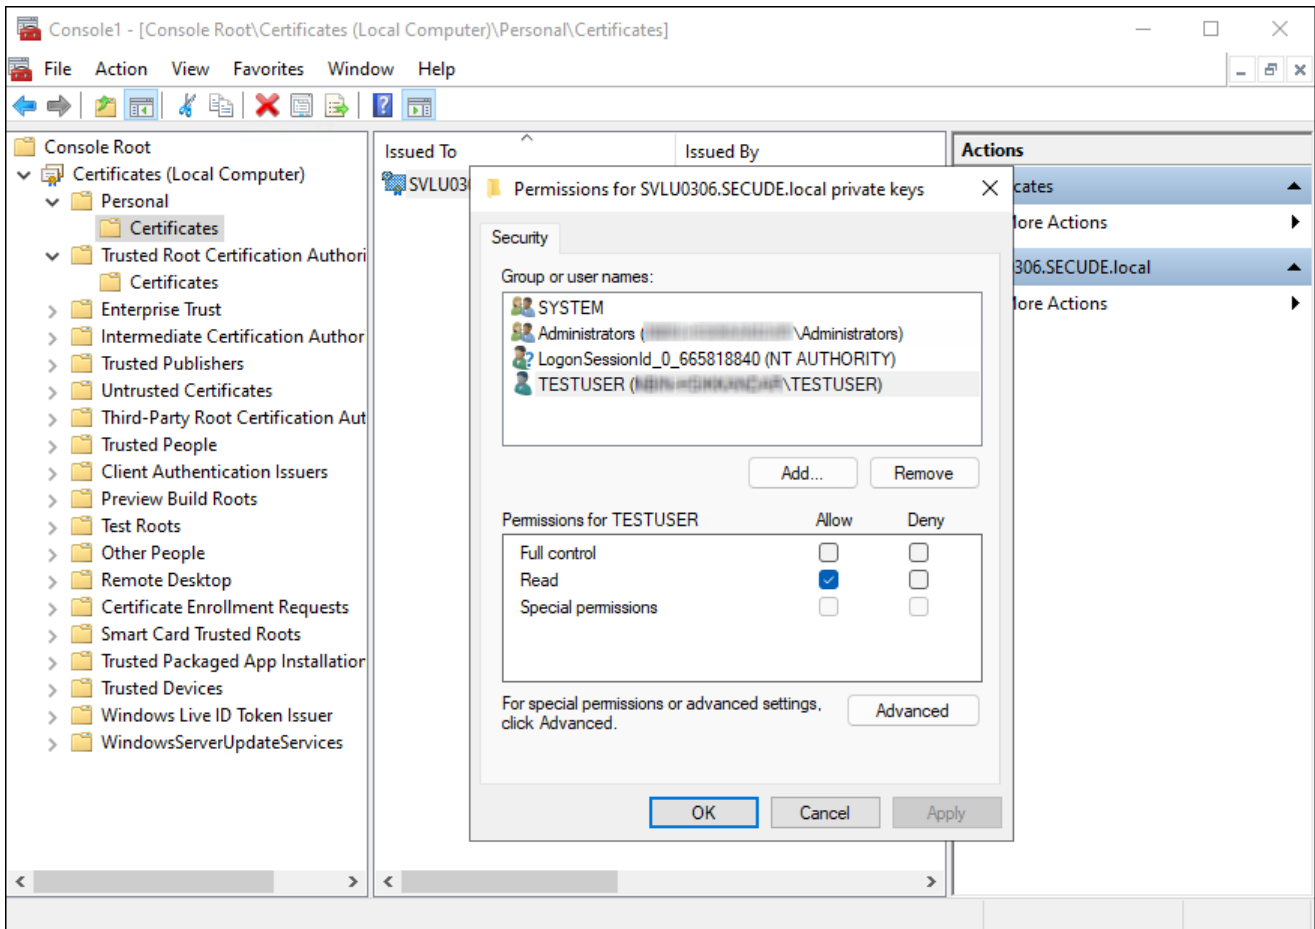 Console1 - [Console Root\Certificates (Local Computer)\Personal\Certificates]
File Action View Favorites Window Help
Console Root
Certificates (Local Computer)
Personal
Certificates
Trusted Root Certification Authori
Certificates
Enterprise Trust
Intermediate Certification Author
Trusted Publishers
Untrusted Certificates
Third-Party Root Certification Aut
Trusted People
Client Authentication Issuers
Preview Build Roots
Test Roots
Other People
Remote Desktop
Certificate Enrollment Requests
Smart Card Trusted Roots
Trusted Packaged App Installation
Trusted Devices
Windows Live ID Token Issuer
WindowsServerUpdateServices
Issued To Issued By
SVLU030
Permissions for SVLU0306.SECUDE.local private keys
Security
Group or user names:
SYSTEM
Administrators ( \Administrators)
LogonSessionId_0_665818840 (NT AUTHORITY)
TESTUSER ( \TESTUSER)
Add... Remove
Permissions for TESTUSER Allow Deny
Full control
Read
Special permissions
For special permissions or advanced settings,
click Advanced.
Advanced
OK Cancel Apply
Actions
cates
More Actions
306.SECUDE.local
More Actions